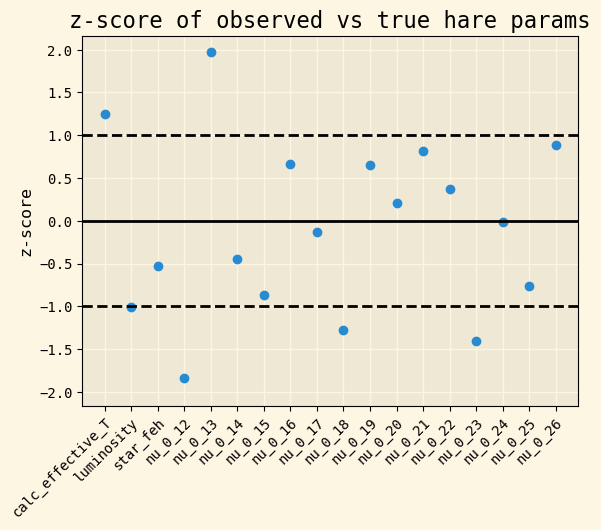 z-score of observed vs true hare params
z-score
2.0
1.5
1.0
0.5
0.0
−0.5
−1.0
−1.5
−2.0
calc_effective_T
luminosity
star_feh
nu_0_12
nu_0_13
nu_0_14
nu_0_15
nu_0_16
nu_0_17
nu_0_18
nu_0_19
nu_0_20
nu_0_21
nu_0_22
nu_0_23
nu_0_24
nu_0_25
nu_0_26